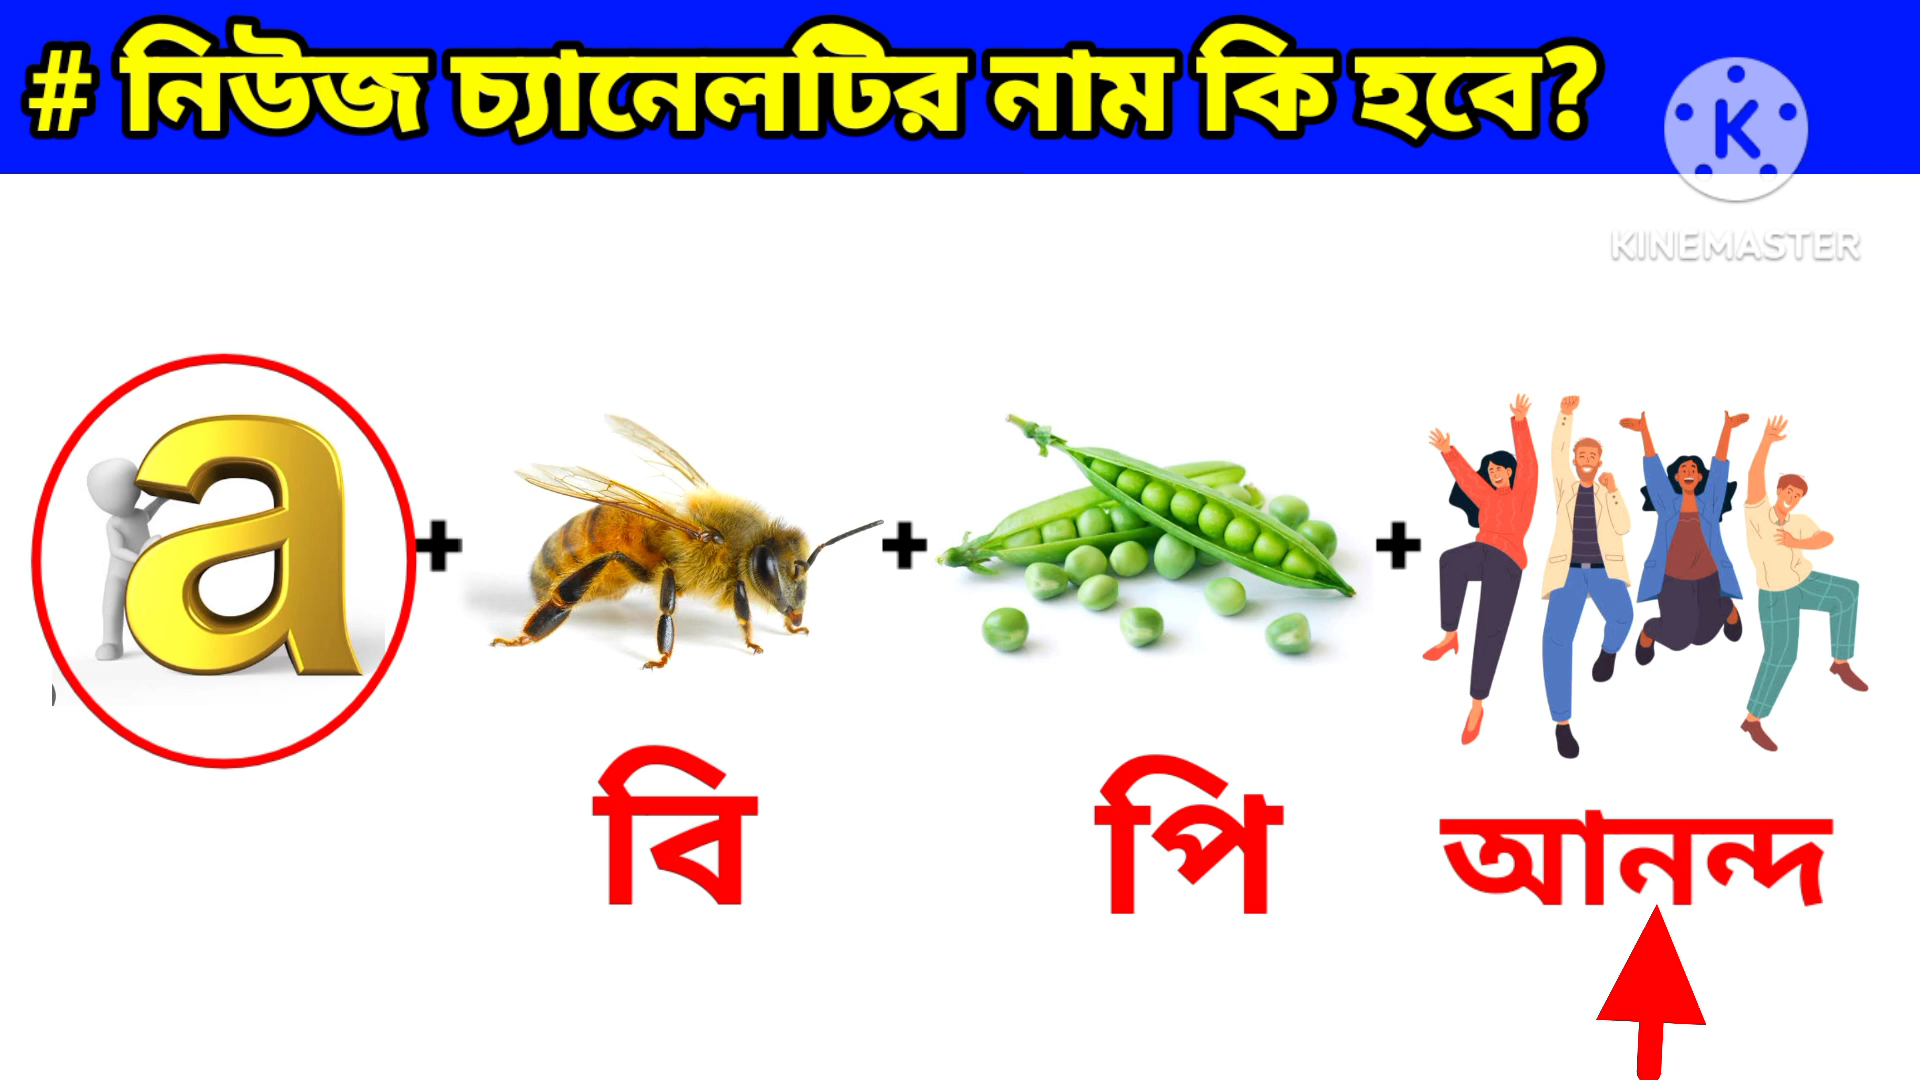 # নিউজ চ্যানেলটির নাম কি হবে?
K
KINEMASTER
a
+
+
+
বি
পি
আনন্দ